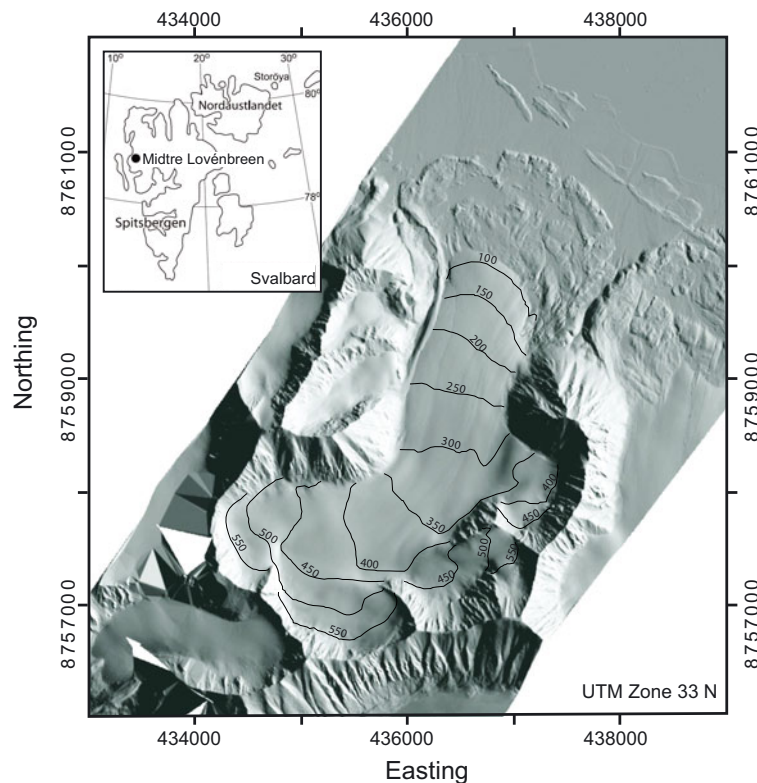 434000 436000 438000
10° 20° 30°
Storöya
80°
Nordaustlandet
Midtre Lovénbreen
78°
Spitsbergen
Svalbard
8761000 8761000
100
150
200
Northing
8759000 8759000
250
300
400
350
450
500
550
500
550
400
450
450
550
8757000 8757000
UTM Zone 33 N
434000 436000 438000
Easting